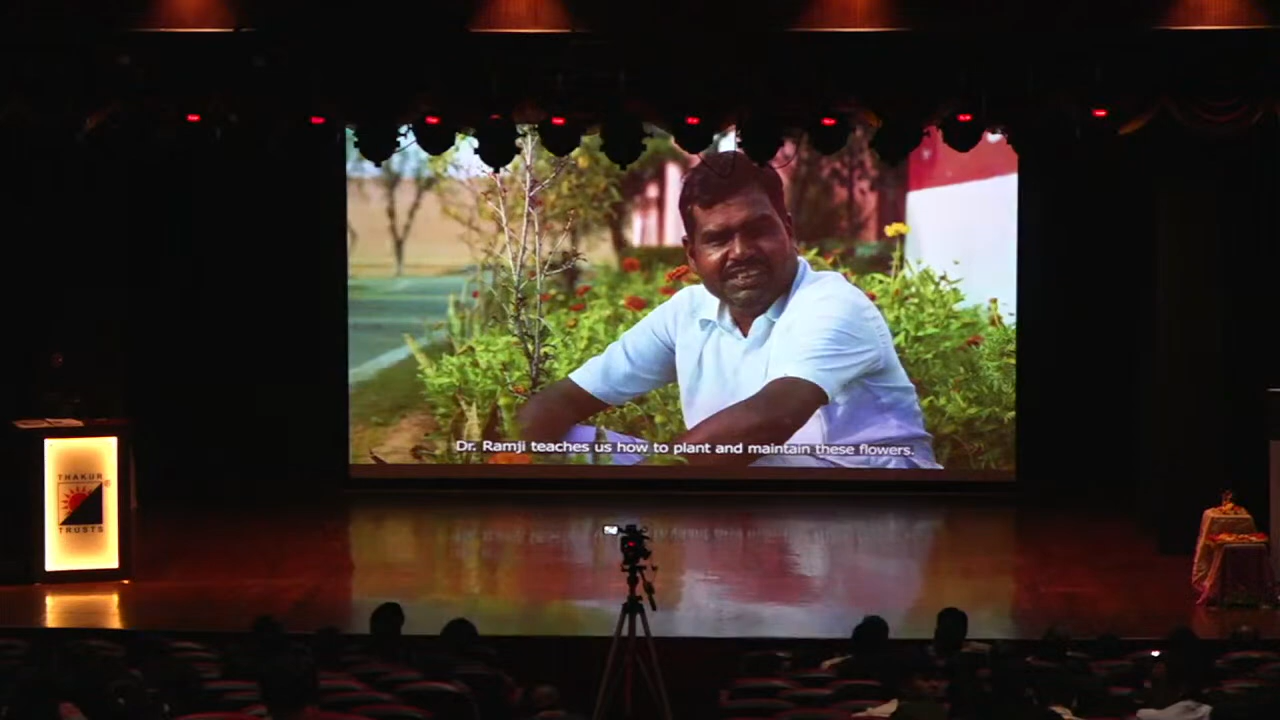 Dr. Ramji teaches us how to plant and maintain these flowers.
THAKUR
®
TRUSTS